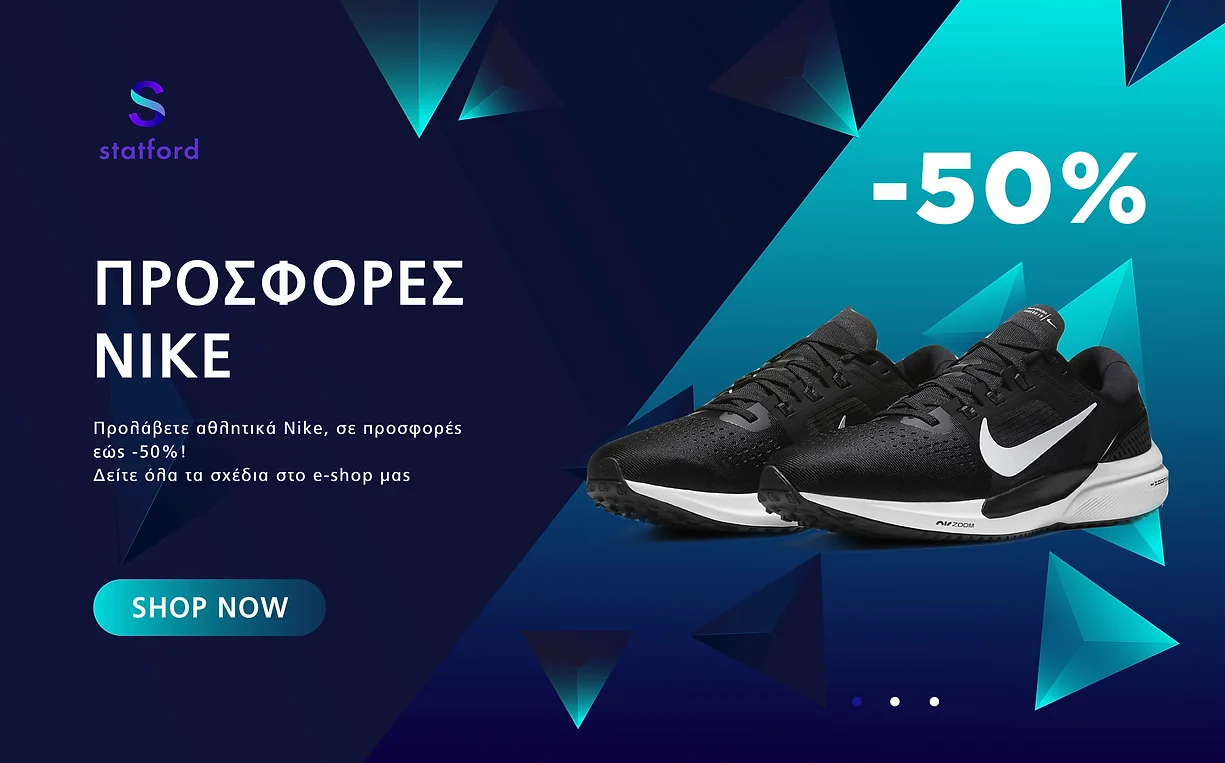 statford
-50%
ΠΡΟΣΦΟΡΕΣ
NIKE
Προλάβετε αθλητικά Nike, σε προσφορές
εώς -50%!
Δείτε όλα τα σχέδια στο e-shop μας
SHOP NOW
ZOOM